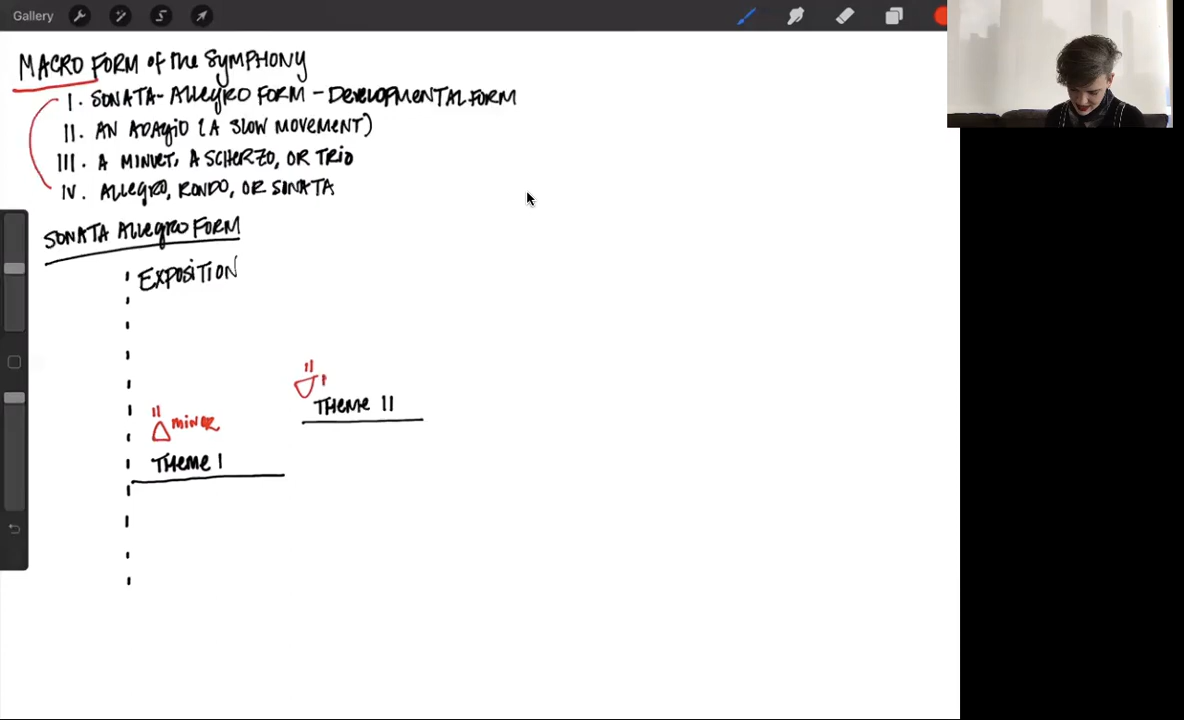 Gallery
MACRO FORM of the SYMPHONY
I. SONATA-ALLEGRO FORM - DEVELOPMENTAL FORM
II. AN ADAGIO (A SLOW MOVEMENT)
III. A MINUET, A SCHERZO, OR TRIO
IV. ALLEGRO, RONDO, OR SONATA
SONATA ALLEGRO FORM
EXPOSITION
THEME II
minor
THEME I